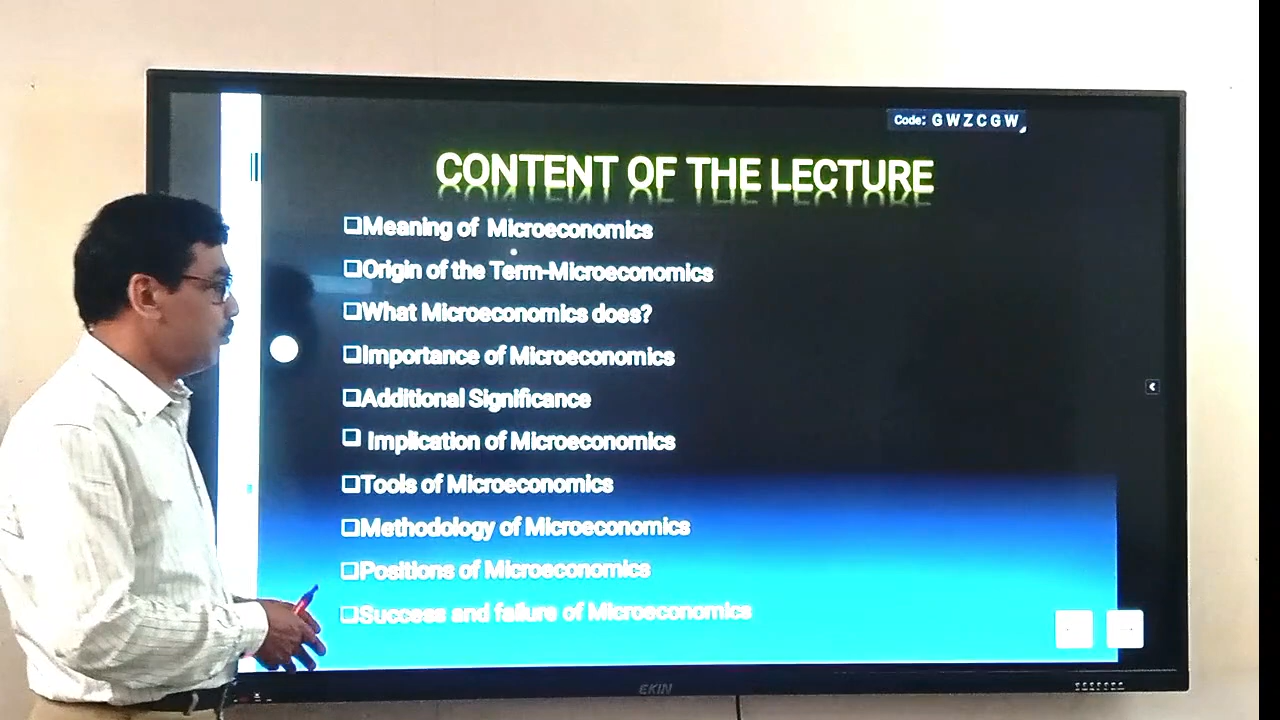 Code: GWZCGW
CONTENT OF THE LECTURE
❑Meaning of Microeconomics
❑Origin of the Term-Microeconomics
❑What Microeconomics does?
❑Importance of Microeconomics
❑Additional Significance
❑ Implication of Microeconomics
❑Tools of Microeconomics
❑Methodology of Microeconomics
❑Positions of Microeconomics
❑Success and failure of Microeconomics
EKIN